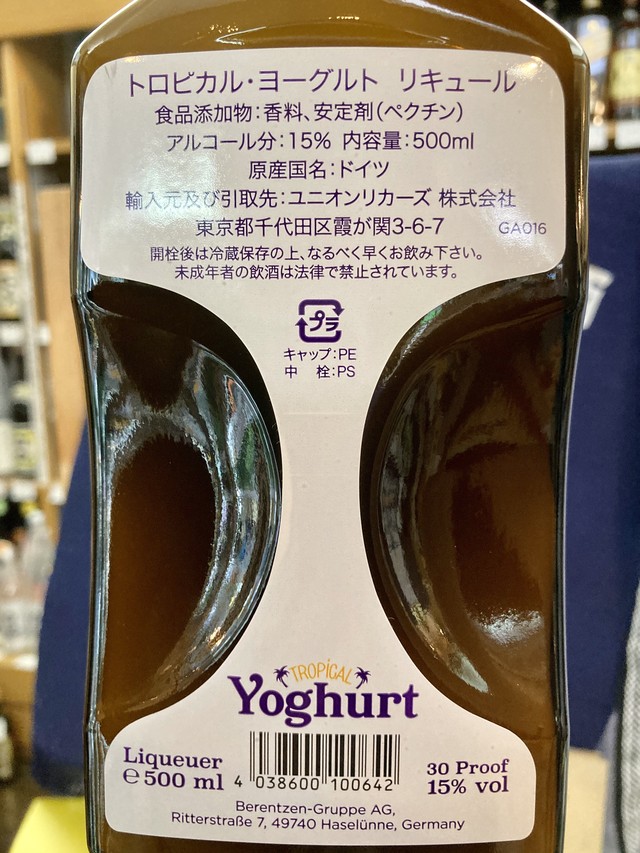 トロピカル・ヨーグルト リキュール
食品添加物:香料、安定剤(ペクチン)
アルコール分:15% 内容量:500ml
原産国名:ドイツ
輸入元及び引取先:ユニオンリカーズ 株式会社
東京都千代田区霞が関3-6-7
GA016
開栓後は冷蔵保存の上、なるべく早くお飲み下さい。
未成年者の飲酒は法律で禁止されています。
プラ
キャップ:PE
中 栓:PS
TROPICAL
Yoghurt
Liqueuer
℮500 ml
4 038600 100642
30 Proof
15% vol
Berentzen-Gruppe AG,
Ritterstraße 7, 49740 Haselünne, Germany